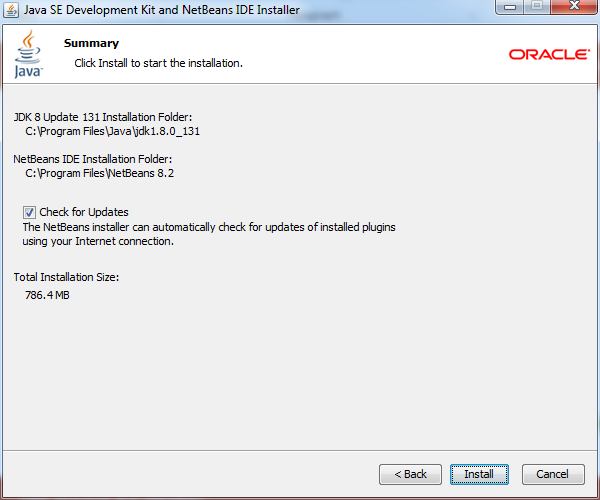 Java SE Development Kit and NetBeans IDE Installer
Summary
Click Install to start the installation.
Java™
ORACLE®
JDK 8 Update 131 Installation Folder:
C:\Program Files\Java\jdk1.8.0_131
NetBeans IDE Installation Folder:
C:\Program Files\NetBeans 8.2
Check for Updates
The NetBeans installer can automatically check for updates of installed plugins
using your Internet connection.
Total Installation Size:
786.4 MB
< Back
Install
Cancel